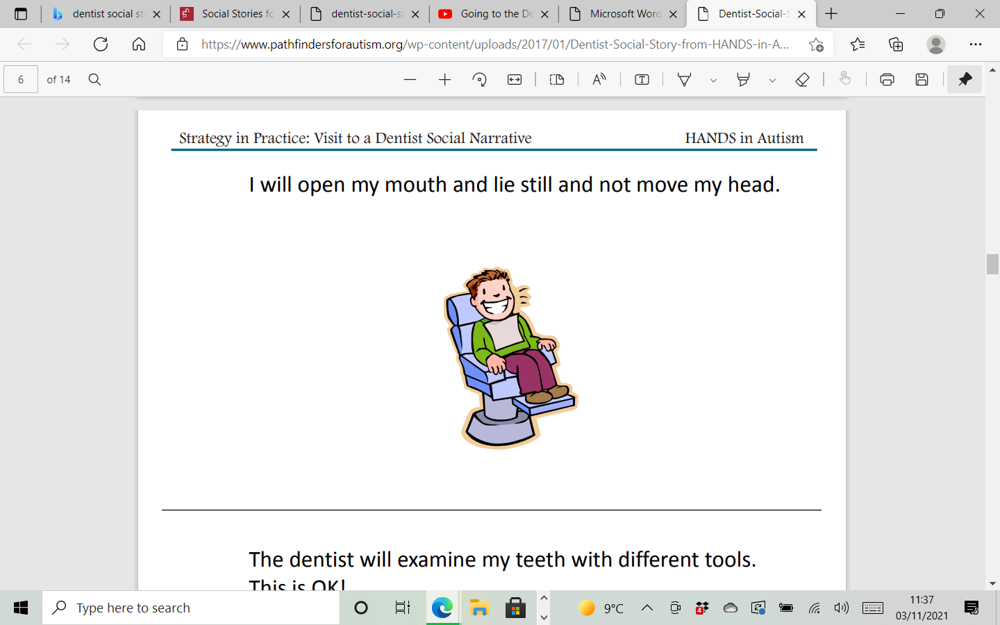 dentist social st
Social Stories fo
dentist-social-s
Going to the De
Microsoft Word
Dentist-Social-S
https://www.pathfindersforautism.org/wp-content/uploads/2017/01/Dentist-Social-Story-from-HANDS-in-A...
6 of 14
Strategy in Practice: Visit to a Dentist Social Narrative HANDS in Autism
I will open my mouth and lie still and not move my head.
The dentist will examine my teeth with different tools.
This is OK!
Type here to search
4
9°C
11:37
03/11/2021